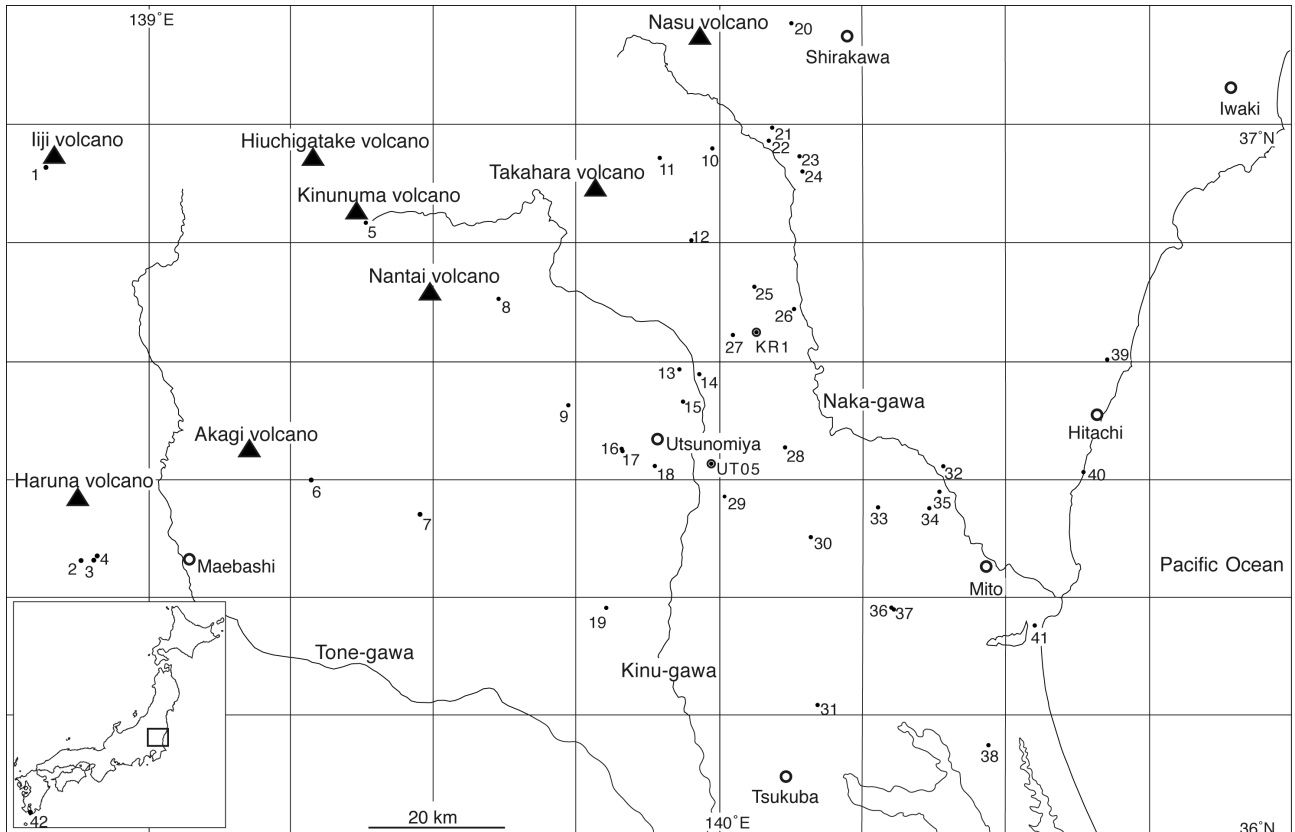 139°E
Nasu volcano
20
Shirakawa
Iwaki
Iiji volcano
1
Hiuchigatake volcano
37°N
21
22
23
24
10
11
Takahara volcano
Kinunuma volcano
5
12
Nantai volcano
8
25
26
27
KR1
39
13
14
15
9
Naka-gawa
Hitachi
Akagi volcano
Utsunomiya
16
17
18
UT05
28
32
40
Haruna volcano
6
7
29
33
34
35
30
2
3
4
Maebashi
Mito
Pacific Ocean
19
36
37
41
Tone-gawa
Kinu-gawa
31
38
Tsukuba
42
20 km
140°E
36°N